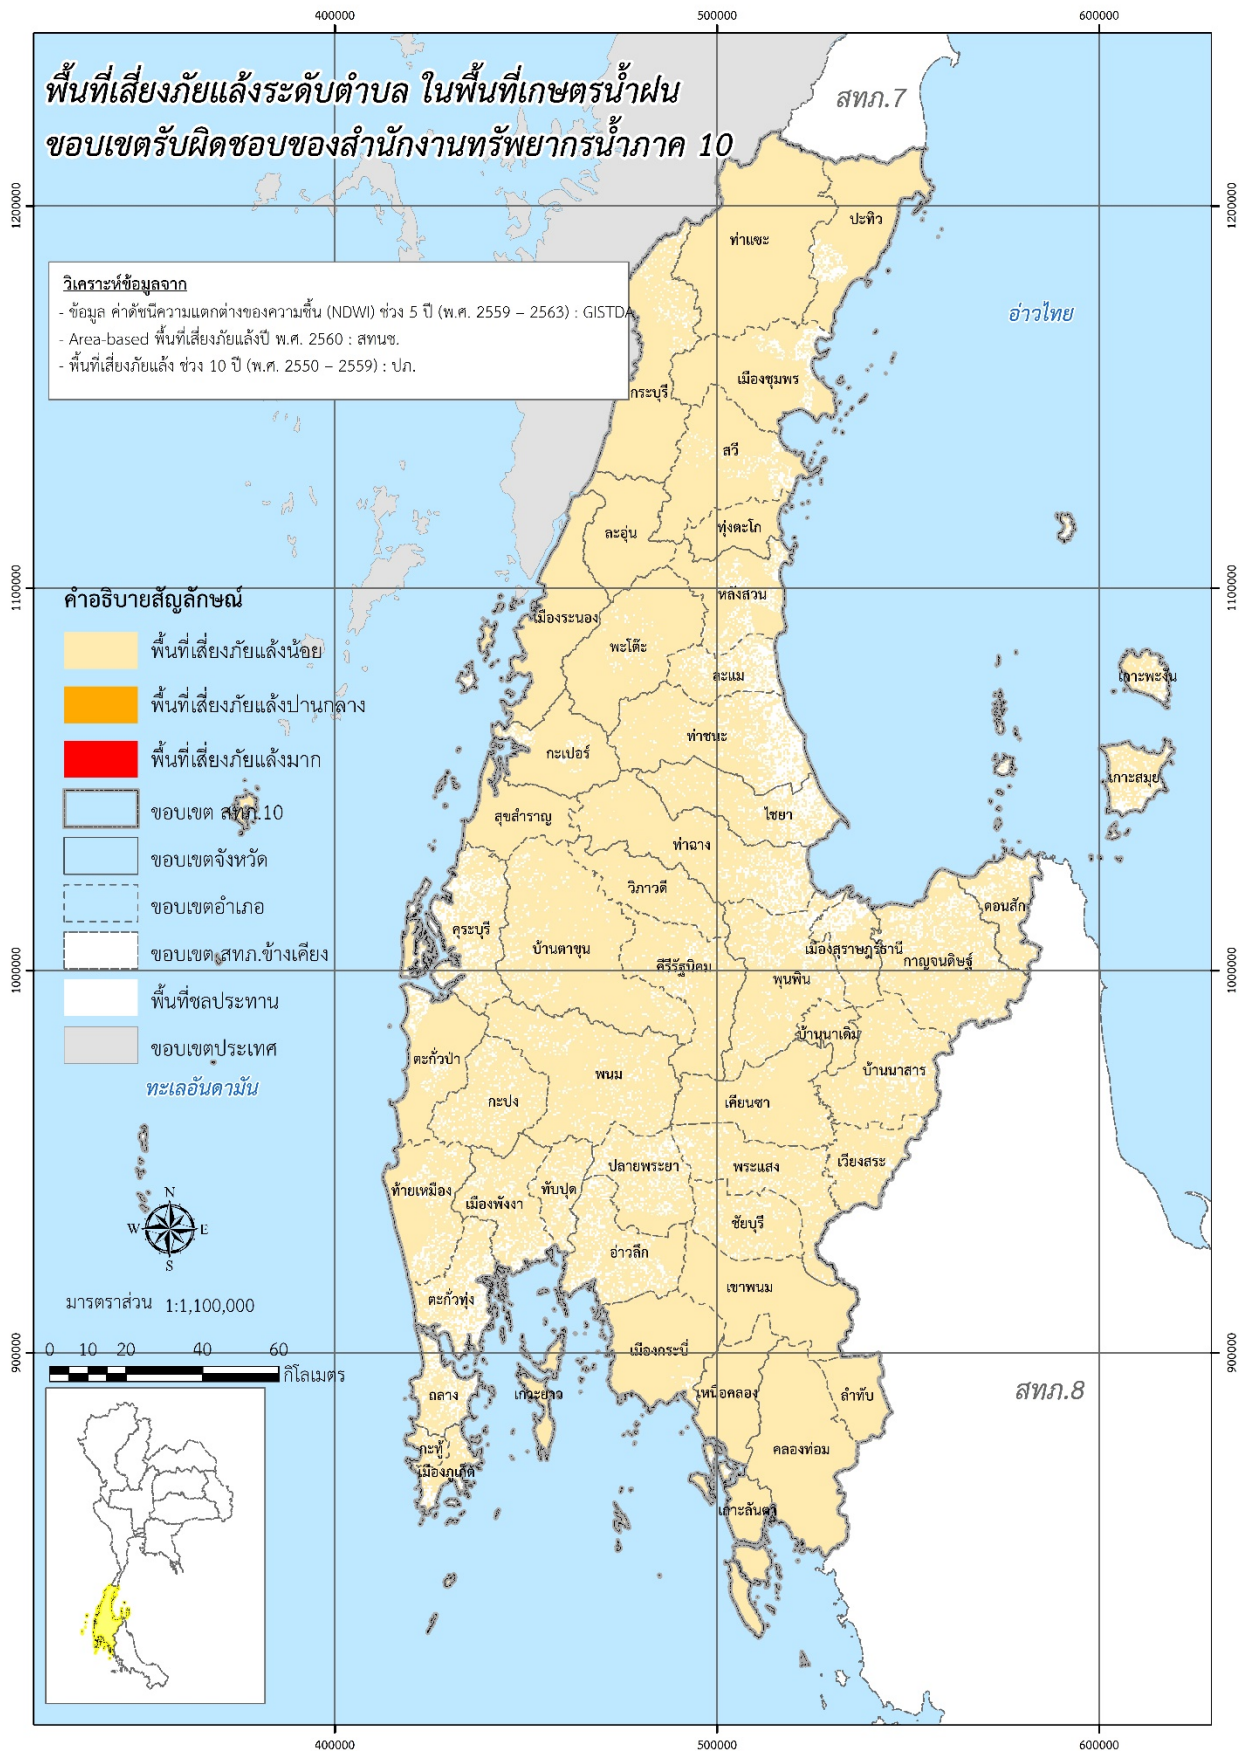 400000 500000 600000
พื้นที่เสี่ยงภัยแล้งระดับตำบล ในพื้นที่เกษตรน้ำฝน
ขอบเขตรับผิดชอบของสำนักงานทรัพยากรน้ำภาค 10
สทภ.7
1200000 1200000
ปะทิว
ท่าแซะ
วิเคราะห์ข้อมูลจาก
- ข้อมูล ค่าดัชนีความแตกต่างของความชื้น (NDWI) ช่วง 5 ปี (พ.ศ. 2559 – 2563) : GISTDA
- Area-based พื้นที่เสี่ยงภัยแล้งปี พ.ศ. 2560 : สทนช.
- พื้นที่เสี่ยงภัยแล้ง ช่วง 10 ปี (พ.ศ. 2550 – 2559) : ปภ.
อ่าวไทย
เมืองชุมพร
กระบุรี
สวี
ทุ่งตะโก
ละอุ่น
1100000 1100000
หลังสวน
คำอธิบายสัญลักษณ์
เมืองระนอง
พะโต๊ะ
พื้นที่เสี่ยงภัยแล้งน้อย
ละแม
เกาะพะงัน
พื้นที่เสี่ยงภัยแล้งปานกลาง
ท่าชนะ
กะเปอร์
พื้นที่เสี่ยงภัยแล้งมาก
เกาะสมุย
ขอบเขต สทภ.10
สุขสำราญ
ไชยา
ท่าฉาง
ขอบเขตจังหวัด
วิภาวดี
ขอบเขตอำเภอ
ดอนสัก
คีรีรัฐนิคม
คุระบุรี
บ้านตาขุน
เมืองสุราษฎร์ธานี
กาญจนดิษฐ์
ขอบเขต สทภ.ข้างเคียง
1000000 1000000
พุนพิน
พื้นที่ชลประทาน
บ้านนาเดิม
ขอบเขตประเทศ
ตะกั่วป่า
พนม
บ้านนาสาร
ทะเลอันดามัน
กะปง
เคียนซา
ปลายพระยา
พระแสง
เวียงสระ
ท้ายเหมือง
เมืองพังงา
ทับปุด
ชัยบุรี
N
W E
S
อ่าวลึก
เขาพนม
ตะกั่วทุ่ง
มารตราส่วน 1:1,100,000
900000 900000
0 10 20 40 60
กิโลเมตร
เมืองกระบี่
ถลาง
เกาะยาว
เหนือคลอง
ลำทับ
สทภ.8
กะทู้
คลองท่อม
เมืองภูเก็ต
เกาะลันตา
400000 500000 600000